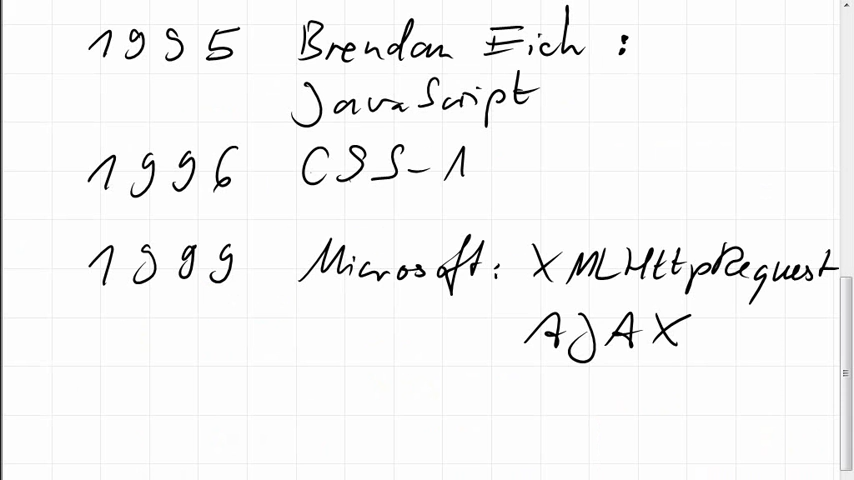 1995 Brendan Eich:
JavaScript
1996 CSS-1
1999 Microsoft: XMLHttpRequest
AJAX